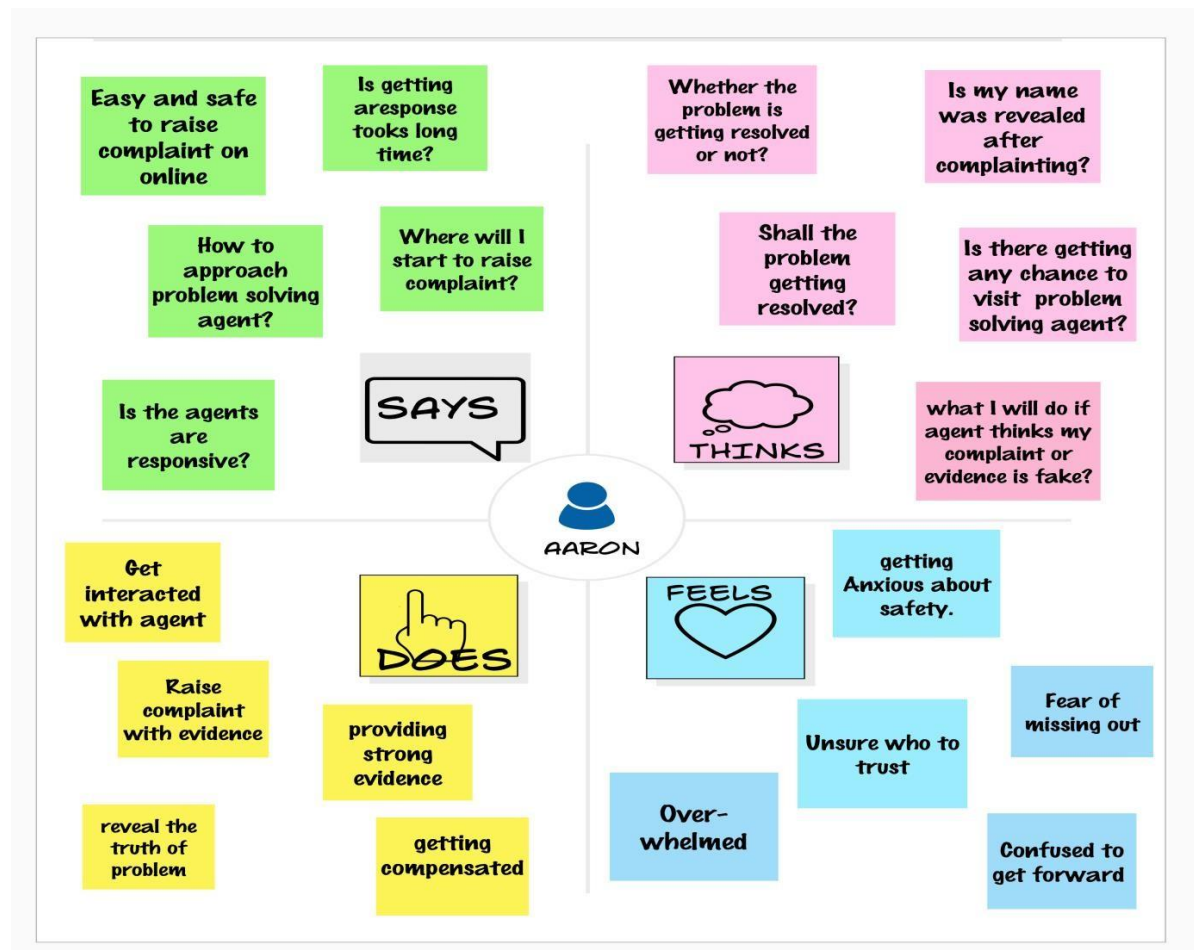 Easy and safe
to raise
complaint on
online
Is getting
aresponse
tooks long
time?
How to
approach
problem solving
agent?
Where will I
start to raise
complaint?
Is the agents
are
responsive?
SAYS
Whether the
problem is
getting resolved
or not?
Is my name
was revealed
after
complainting?
Shall the
problem
getting
resolved?
Is there getting
any chance to
visit problem
solving agent?
what I will do if
agent thinks my
complaint or
evidence is fake?
THINKS
AARON
Get
interacted
with agent
DOES
Raise
complaint
with evidence
providing
strong
evidence
reveal the
truth of
problem
getting
compensated
FEELS
getting
Anxious about
safety.
Fear of
missing out
Unsure who to
trust
Over-
whelmed
Confused to
get forward